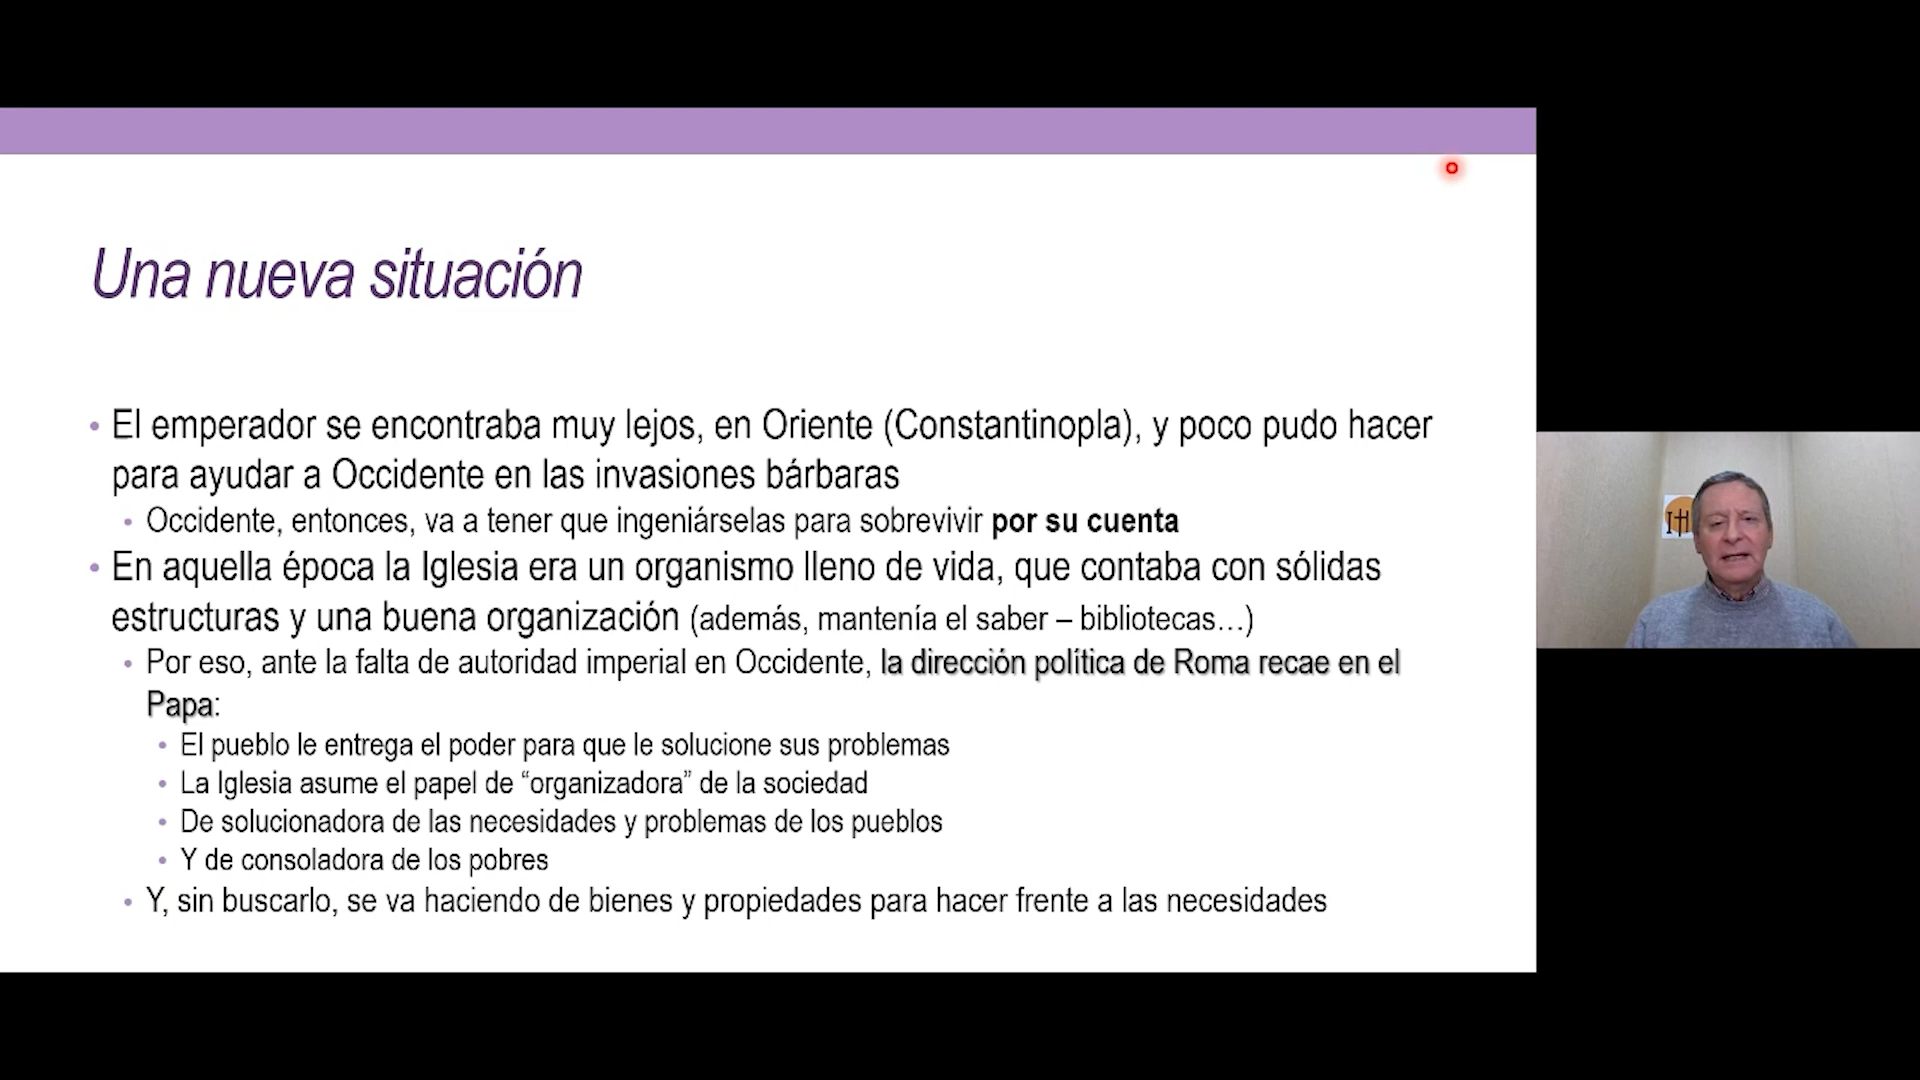 Una nueva situación
• El emperador se encontraba muy lejos, en Oriente (Constantinopla), y poco pudo hacer
para ayudar a Occidente en las invasiones bárbaras
• Occidente, entonces, va a tener que ingeniárselas para sobrevivir por su cuenta
• En aquella época la Iglesia era un organismo lleno de vida, que contaba con sólidas
estructuras y una buena organización (además, mantenía el saber – bibliotecas…)
• Por eso, ante la falta de autoridad imperial en Occidente, la dirección política de Roma recae en el
Papa:
• El pueblo le entrega el poder para que le solucione sus problemas
• La Iglesia asume el papel de “organizadora” de la sociedad
• De solucionadora de las necesidades y problemas de los pueblos
• Y de consoladora de los pobres
• Y, sin buscarlo, se va haciendo de bienes y propiedades para hacer frente a las necesidades